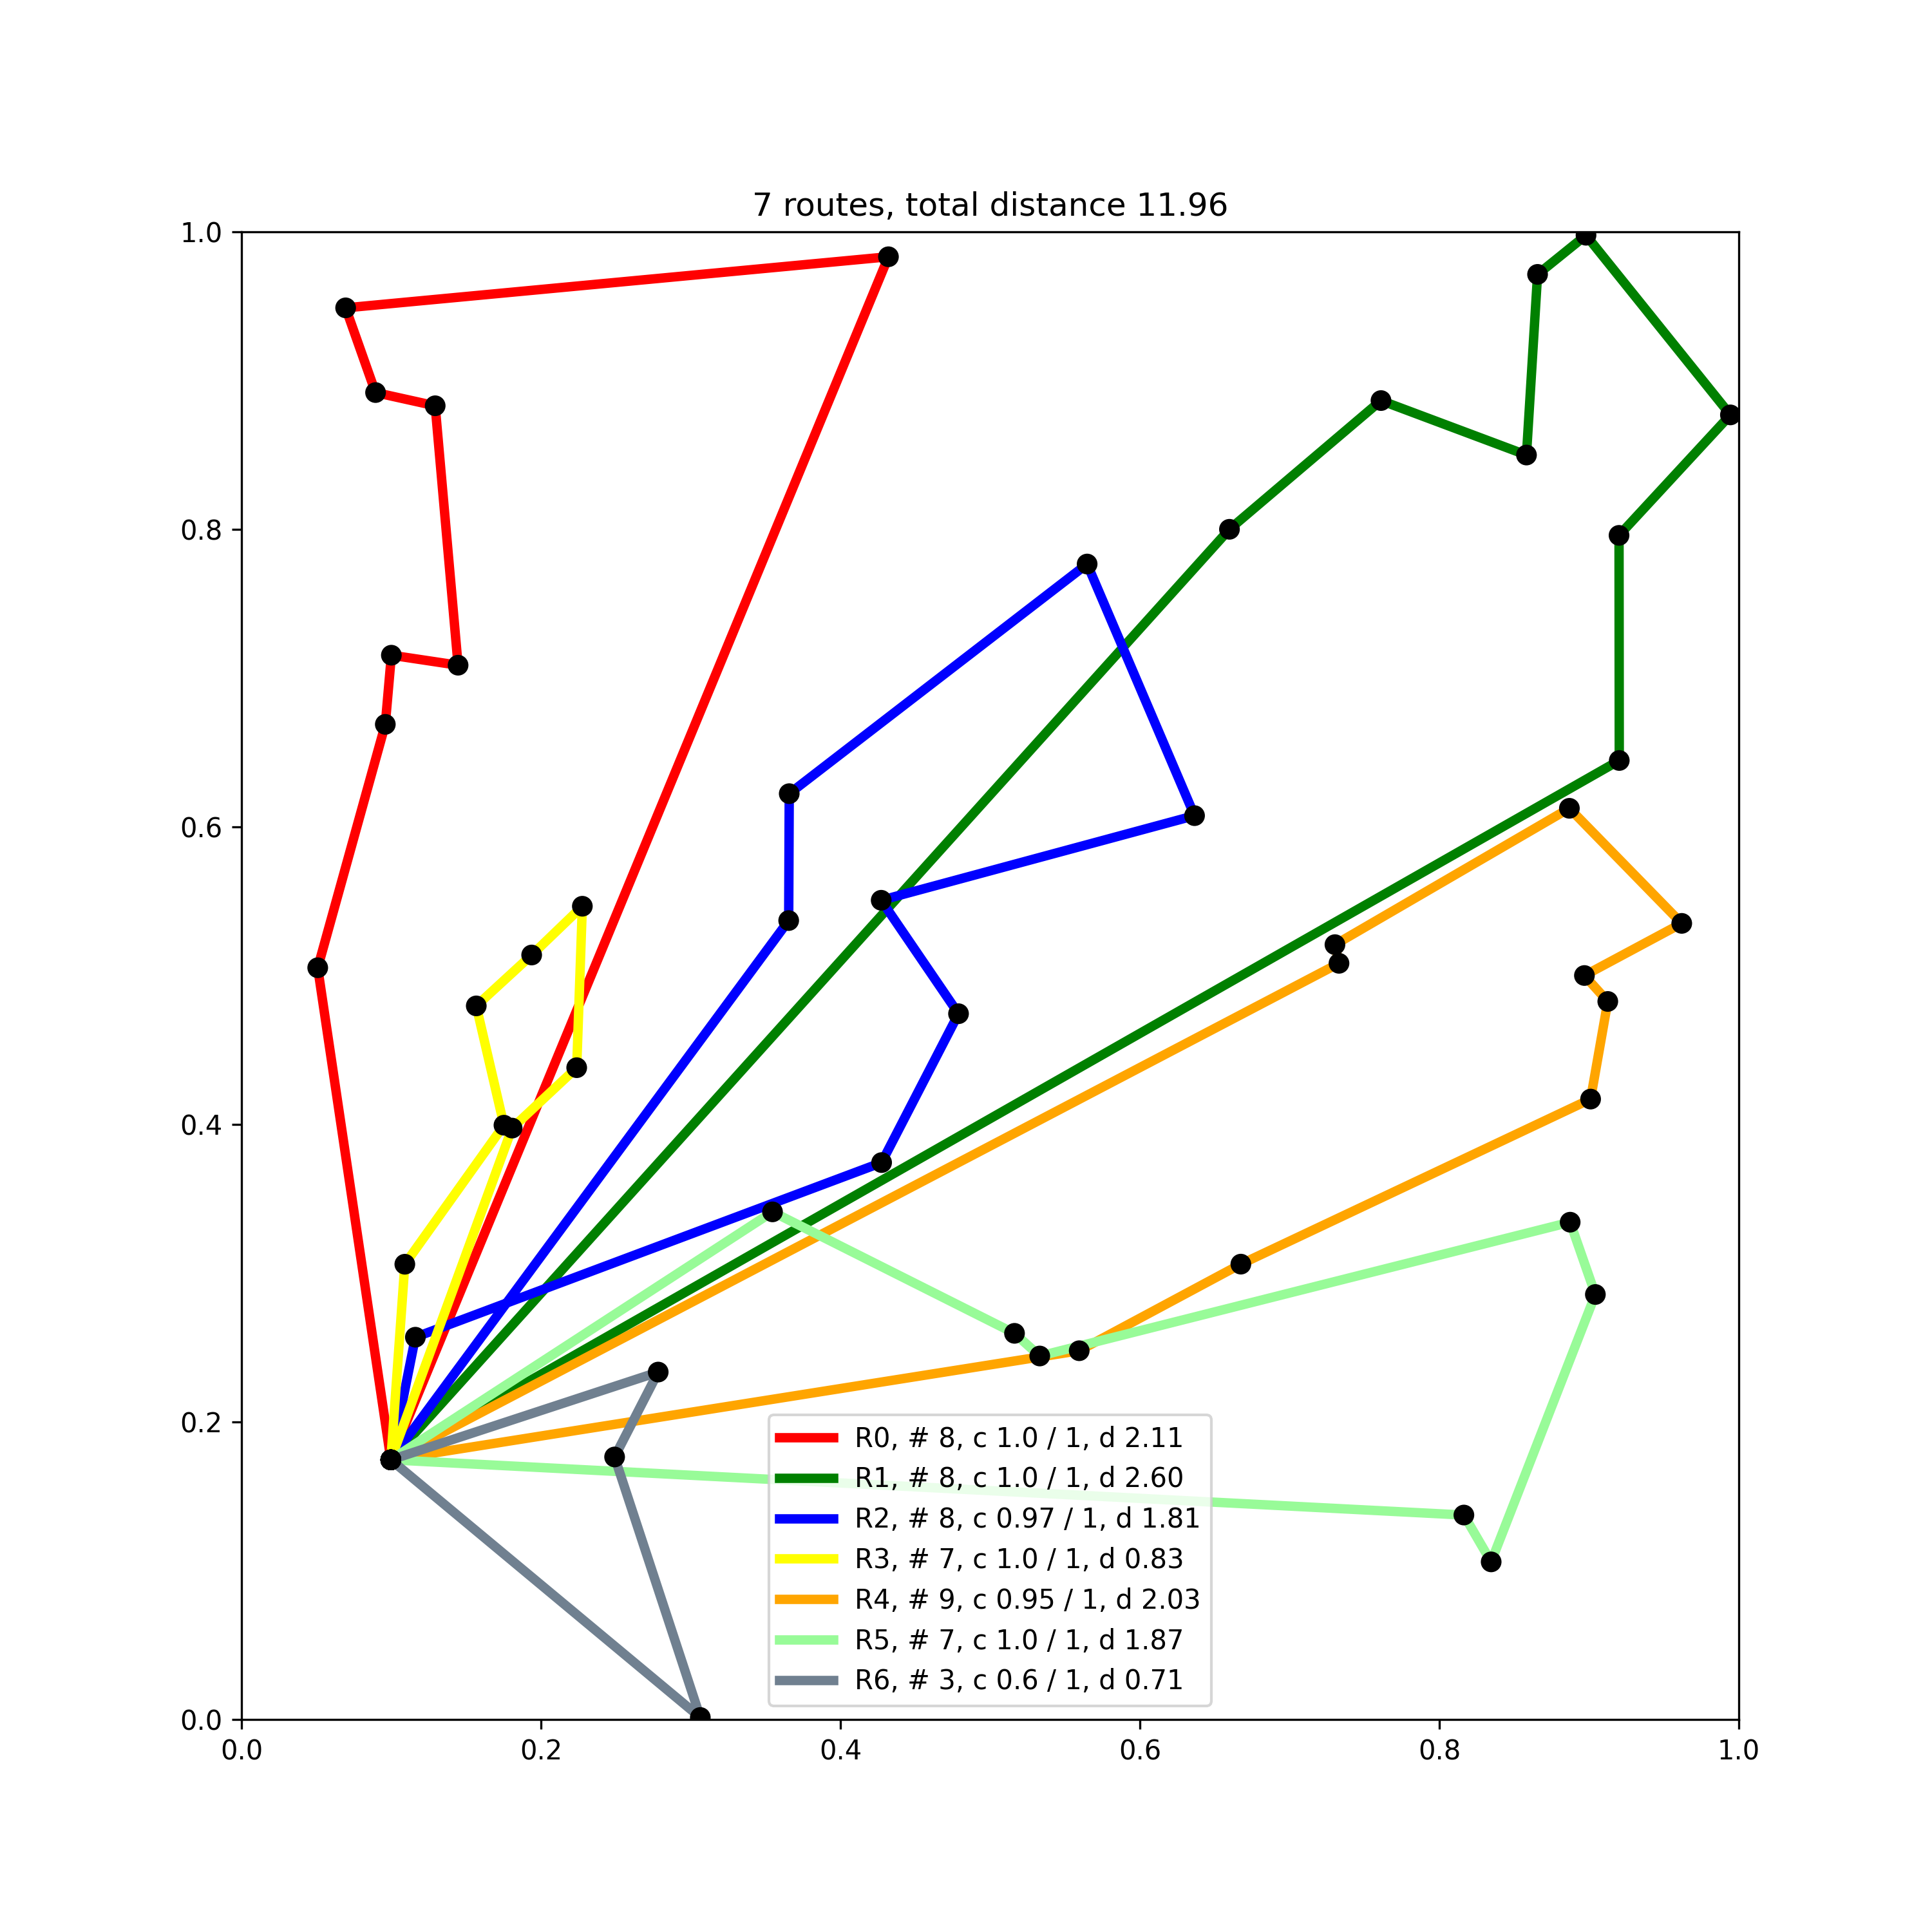 7 routes, total distance 11.96
1.0
0.8
0.6
0.4
0.2
0.0
R0, # 8, c 1.0 / 1, d 2.11
R1, # 8, c 1.0 / 1, d 2.60
R2, # 8, c 0.97 / 1, d 1.81
R3, # 7, c 1.0 / 1, d 0.83
R4, # 9, c 0.95 / 1, d 2.03
R5, # 7, c 1.0 / 1, d 1.87
R6, # 3, c 0.6 / 1, d 0.71
0.0 0.2 0.4 0.6 0.8 1.0